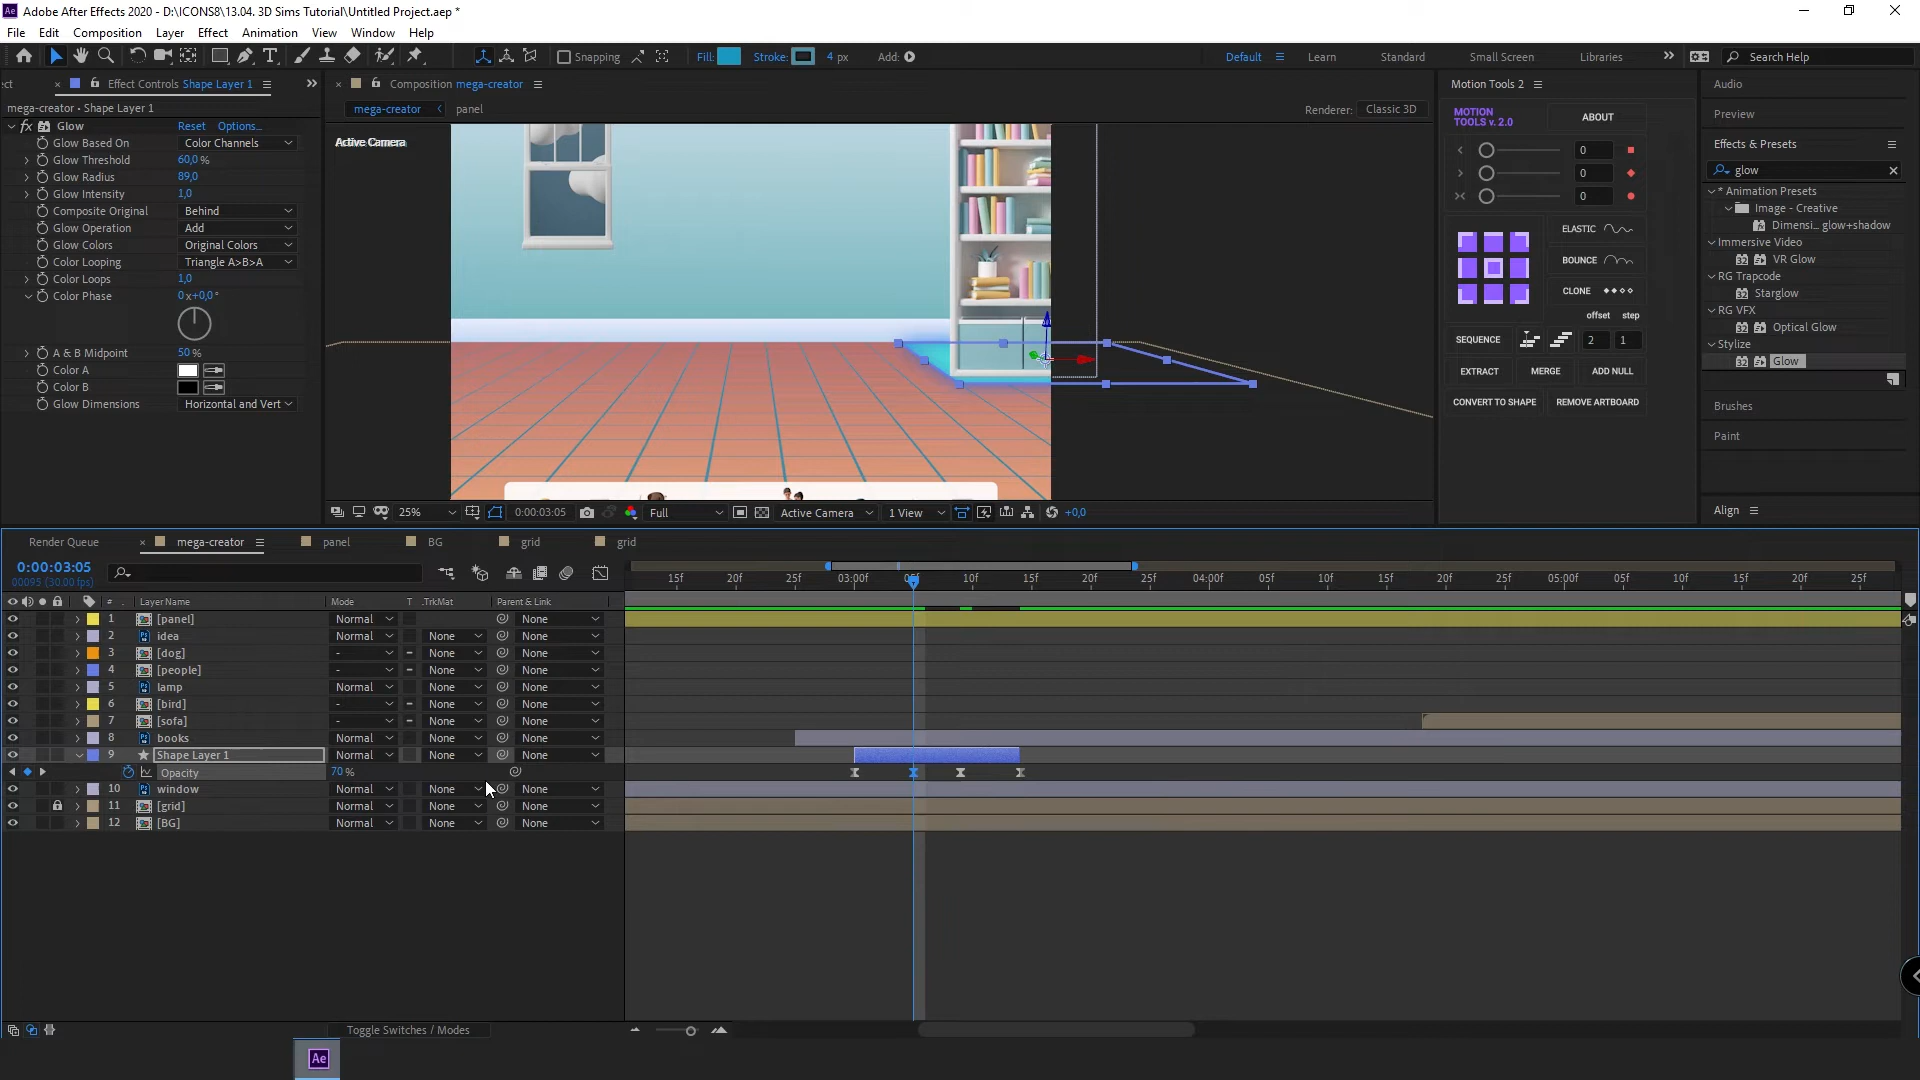 Adobe After Effects 2020 - D:\ICONS8\13.04. 3D Sims Tutorial\Untitled Project.aep *
File Edit Composition Layer Effect Animation View Window Help
Snapping Fill: Stroke: 4 px Add: Default Learn Standard Small Screen Libraries Search Help
ect Effect Controls Shape Layer 1
mega-creator • Shape Layer 1
fx Glow Reset Options...
Glow Based On Color Channels
Glow Threshold 60,0 %
Glow Radius 89,0
Glow Intensity 1,0
Composite Original Behind
Glow Operation Add
Glow Colors Original Colors
Color Looping Triangle A>B>A
Color Loops 1,0
Color Phase 0x+0,0°
A & B Midpoint 50 %
Color A
Color B
Glow Dimensions Horizontal and Vert
Composition mega-creator
mega-creator panel
Renderer: Classic 3D
Active Camera
25% 0:00:03:05 Full Active Camera 1 View +0,0
Motion Tools 2
MOTION TOOLS v. 2.0 ABOUT
0
0
0
ELASTIC
BOUNCE
CLONE
offset step
SEQUENCE 2 1
EXTRACT MERGE ADD NULL
CONVERT TO SHAPE REMOVE ARTBOARD
Audio
Preview
Effects & Presets
glow
* Animation Presets
Image - Creative
Dimensi... glow+shadow
Immersive Video
VR Glow
RG Trapcode
Starglow
RG VFX
Optical Glow
Stylize
Glow
Brushes
Paint
Align
Render Queue mega-creator panel BG grid grid
0:00:03:05
00095 (30.00 fps)
15f 20f 25f 03:00f 05f 10f 15f 20f 25f 04:00f 05f 10f 15f 20f 25f 05:00f 05f 10f 15f 20f 25f
# . Layer Name Mode T .TrkMat Parent & Link
1 [panel] Normal None
2 idea Normal None None
3 [dog] - None None
4 [people] - None None
5 lamp Normal None None
6 [bird] - None None
7 [sofa] - None None
8 books Normal None None
9 Shape Layer 1 Normal None None
Opacity 70 %
10 window Normal None None
11 [grid] Normal None None
12 [BG] Normal None None
Toggle Switches / Modes
Ae